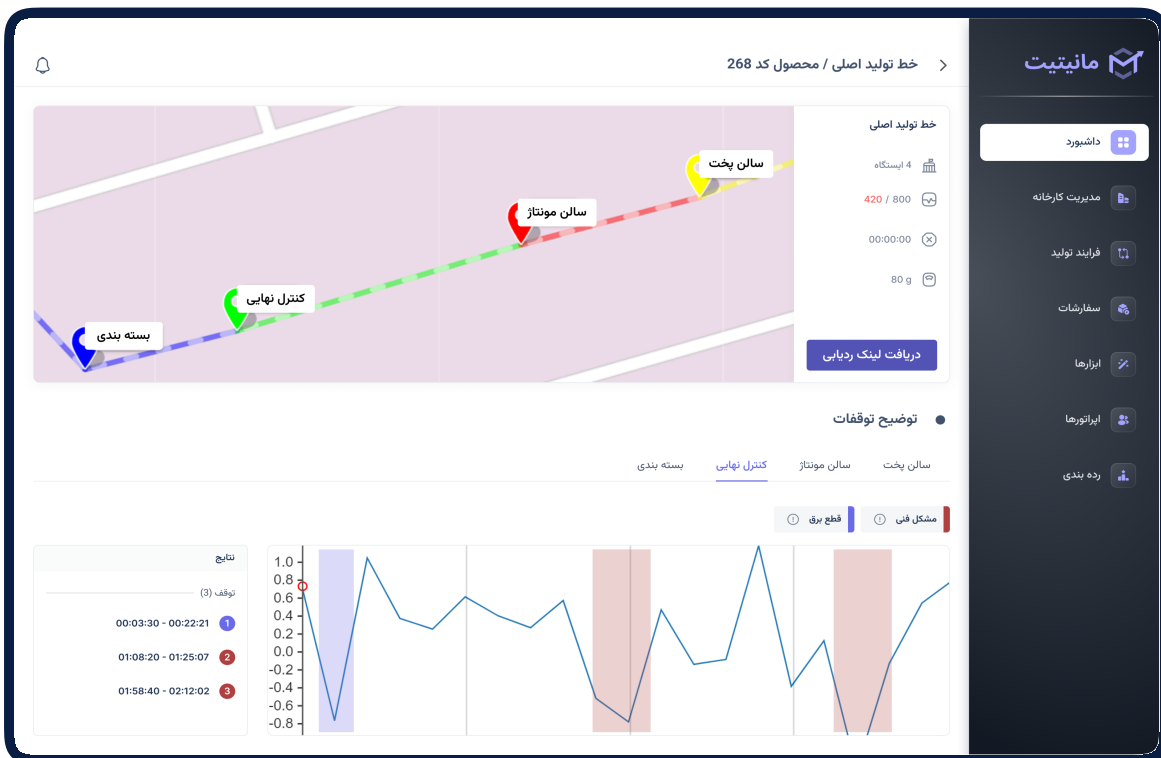 مانیتیت
داشبورد
مدیریت کارخانه
فرایند تولید
سفارشات
ابزارها
اپراتورها
رده بندی
خط تولید اصلی / محصول کد 268
خط تولید اصلی
4 ایستگاه
420 / 800
00:00:00
80 g
دریافت لینک ردیابی
سالن پخت
سالن مونتاژ
کنترل نهایی
بسته بندی
توضیح توقفات
سالن پخت
سالن مونتاژ
کنترل نهایی
بسته بندی
مشکل فنی
قطع برق
1.0
0.8
0.6
0.4
0.2
0.0
-0.2
-0.4
-0.6
-0.8
نتایج
توقف (3)
1 00:03:30 - 00:22:21
2 01:08:20 - 01:25:07
3 01:58:40 - 02:12:02